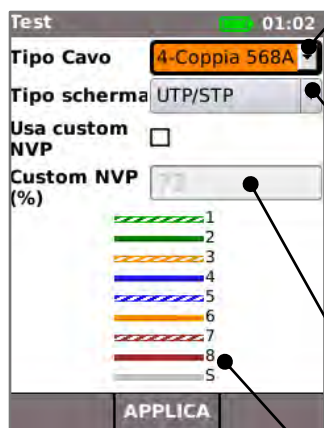 Test 01:02
Tipo Cavo 4-Coppia 568A
Tipo scherma UTP/STP
Usa custom
NVP
Custom NVP
(%)
1
2
3
4
5
6
7
8
S
APPLICA